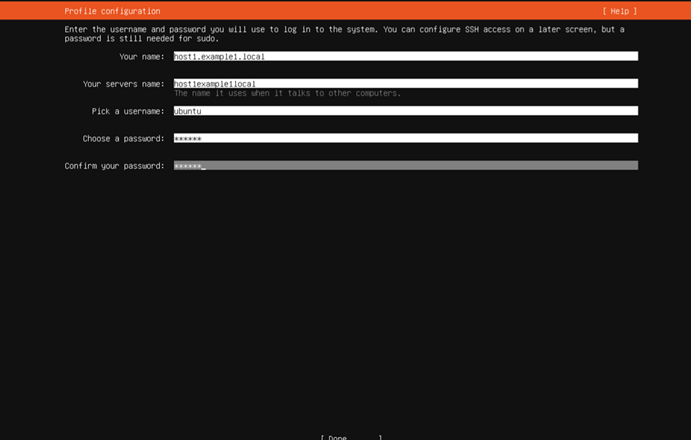 Profile configuration [ Help ]
Enter the username and password you will use to log in to the system. You can configure SSH access on a later screen, but a
password is still needed for sudo.
Your name: host1.example1.local
Your servers name: host1example1local
The name it uses when it talks to other computers.
Pick a username: ubuntu
Choose a password: ******
Confirm your password: ******_
[ Done ]